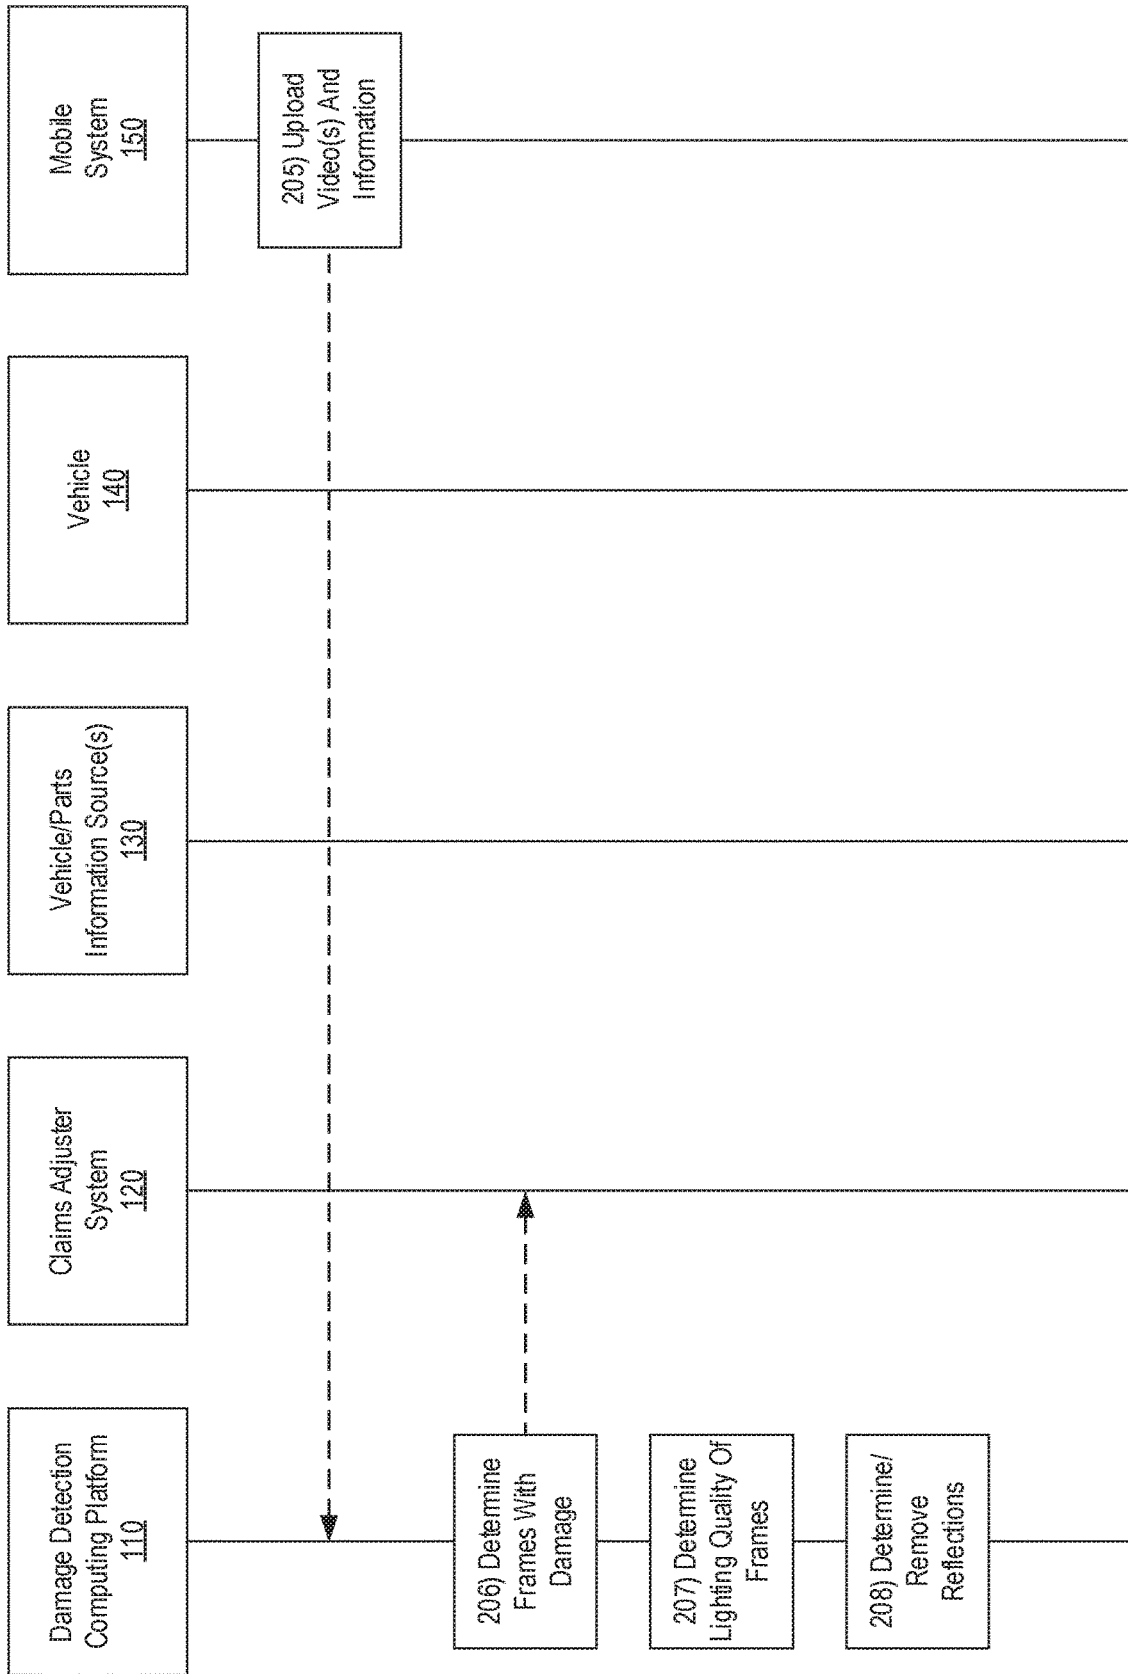 Damage Detection
Computing Platform
110
Claims Adjuster
System
120
Vehicle/Parts
Information Source(s)
130
Vehicle
140
Mobile
System
150
205) Upload
Video(s) And
Information
206) Determine
Frames With
Damage
207) Determine
Lighting Quality Of
Frames
208) Determine/
Remove
Reflections